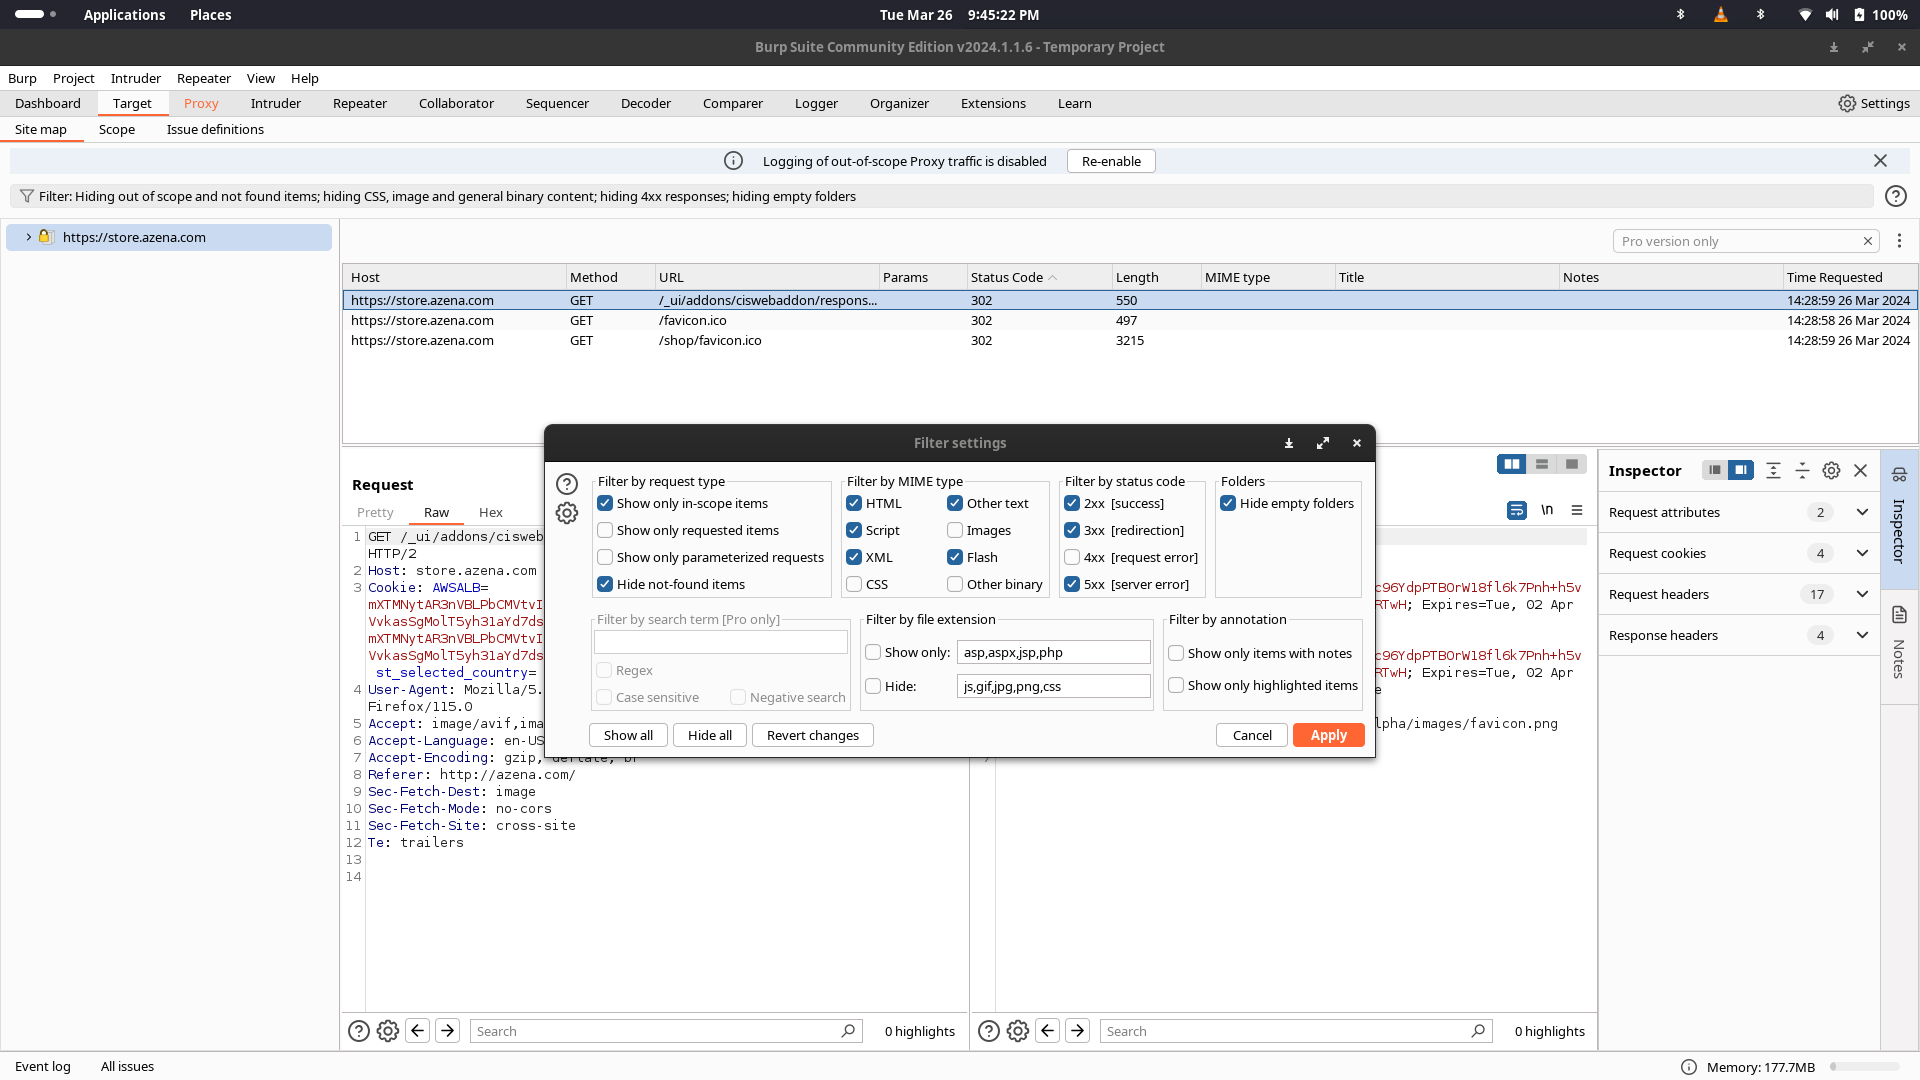 Applications Places Tue Mar 26 9:45:22 PM 100%
Burp Suite Community Edition v2024.1.1.6 - Temporary Project
Burp Project Intruder Repeater View Help
Dashboard Target Proxy Intruder Repeater Collaborator Sequencer Decoder Comparer Logger Organizer Extensions Learn Settings
Site map Scope Issue definitions
Logging of out-of-scope Proxy traffic is disabled Re-enable
Filter: Hiding out of scope and not found items; hiding CSS, image and general binary content; hiding 4xx responses; hiding empty folders
https://store.azena.com
Pro version only
Host Method URL Params Status Code Length MIME type Title Notes Time Requested
https://store.azena.com GET /_ui/addons/ciswebaddon/respons... 302 550 14:28:59 26 Mar 2024
https://store.azena.com GET /favicon.ico 302 497 14:28:58 26 Mar 2024
https://store.azena.com GET /shop/favicon.ico 302 3215 14:28:59 26 Mar 2024
Filter settings
Filter by request type
Show only in-scope items
Show only requested items
Show only parameterized requests
Hide not-found items
Filter by MIME type
HTML Other text
Script Images
XML Flash
CSS Other binary
Filter by status code
2xx [success]
3xx [redirection]
4xx [request error]
5xx [server error]
Folders
Hide empty folders
Filter by search term [Pro only]
Regex
Case sensitive Negative search
Filter by file extension
Show only: asp,aspx,jsp,php
Hide: js,gif,jpg,png,css
Filter by annotation
Show only items with notes
Show only highlighted items
Show all Hide all Revert changes Cancel Apply
Request
Pretty Raw Hex
1 GET /_ui/addons/cisweb
HTTP/2
2 Host: store.azena.com
3 Cookie: AWSALB=
mXTMNytAR3nVBLPbCMVtvI
VvkasSgMolT5yh31aYd7ds
mXTMNytAR3nVBLPbCMVtvI
VvkasSgMolT5yh31aYd7ds
st_selected_country=
4 User-Agent: Mozilla/5.
Firefox/115.0
5 Accept: image/avif,ima
6 Accept-Language: en-US
7 Accept-Encoding: gzip, deflate, br
8 Referer: http://azena.com/
9 Sec-Fetch-Dest: image
10 Sec-Fetch-Mode: no-cors
11 Sec-Fetch-Site: cross-site
12 Te: trailers
13
14
\n
c96YdpPTBOrW18fl6k7Pnh+h5v
RTwH; Expires=Tue, 02 Apr
c96YdpPTBOrW18fl6k7Pnh+h5v
RTwH; Expires=Tue, 02 Apr
e
lpha/images/favicon.png
7
Inspector
Request attributes 2
Request cookies 4
Request headers 17
Response headers 4
Inspector
Notes
Search 0 highlights
Search 0 highlights
Event log All issues Memory: 177.7MB